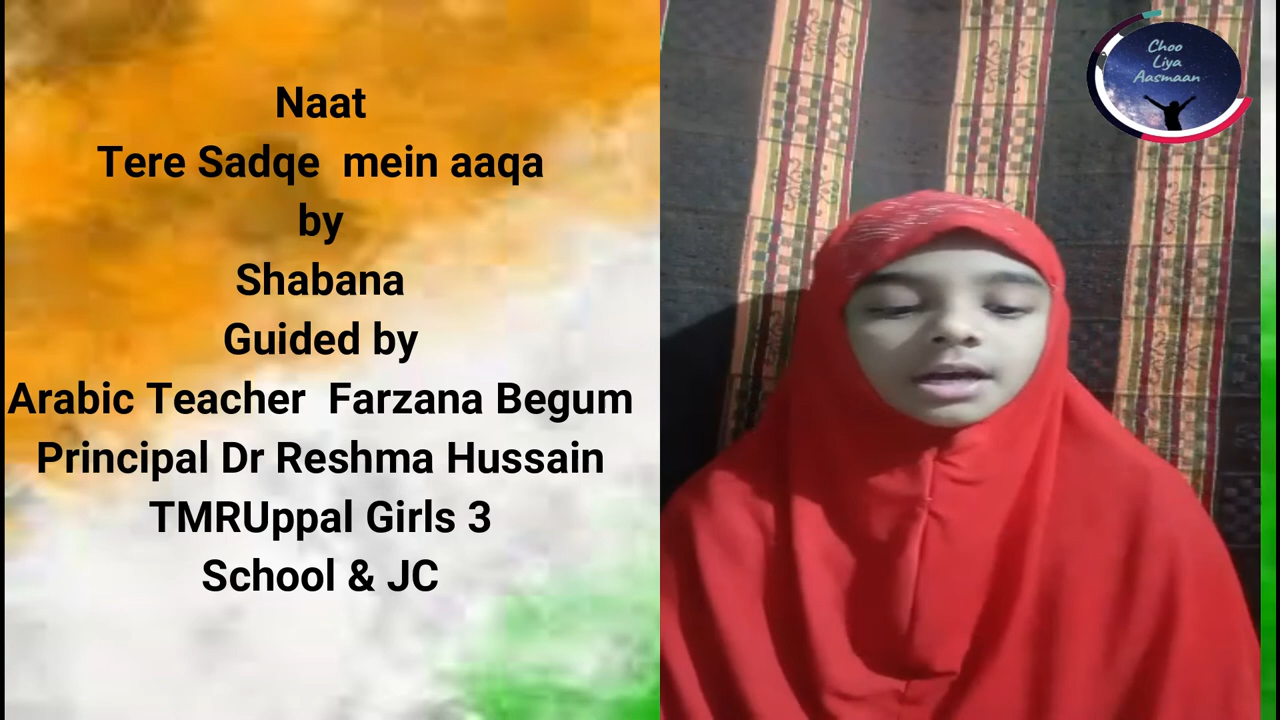 Naat
Tere Sadqe mein aaqa
by
Shabana
Guided by
Arabic Teacher Farzana Begum
Principal Dr Reshma Hussain
TMRUppal Girls 3
School & JC
Choo
Liya
Aasmaan